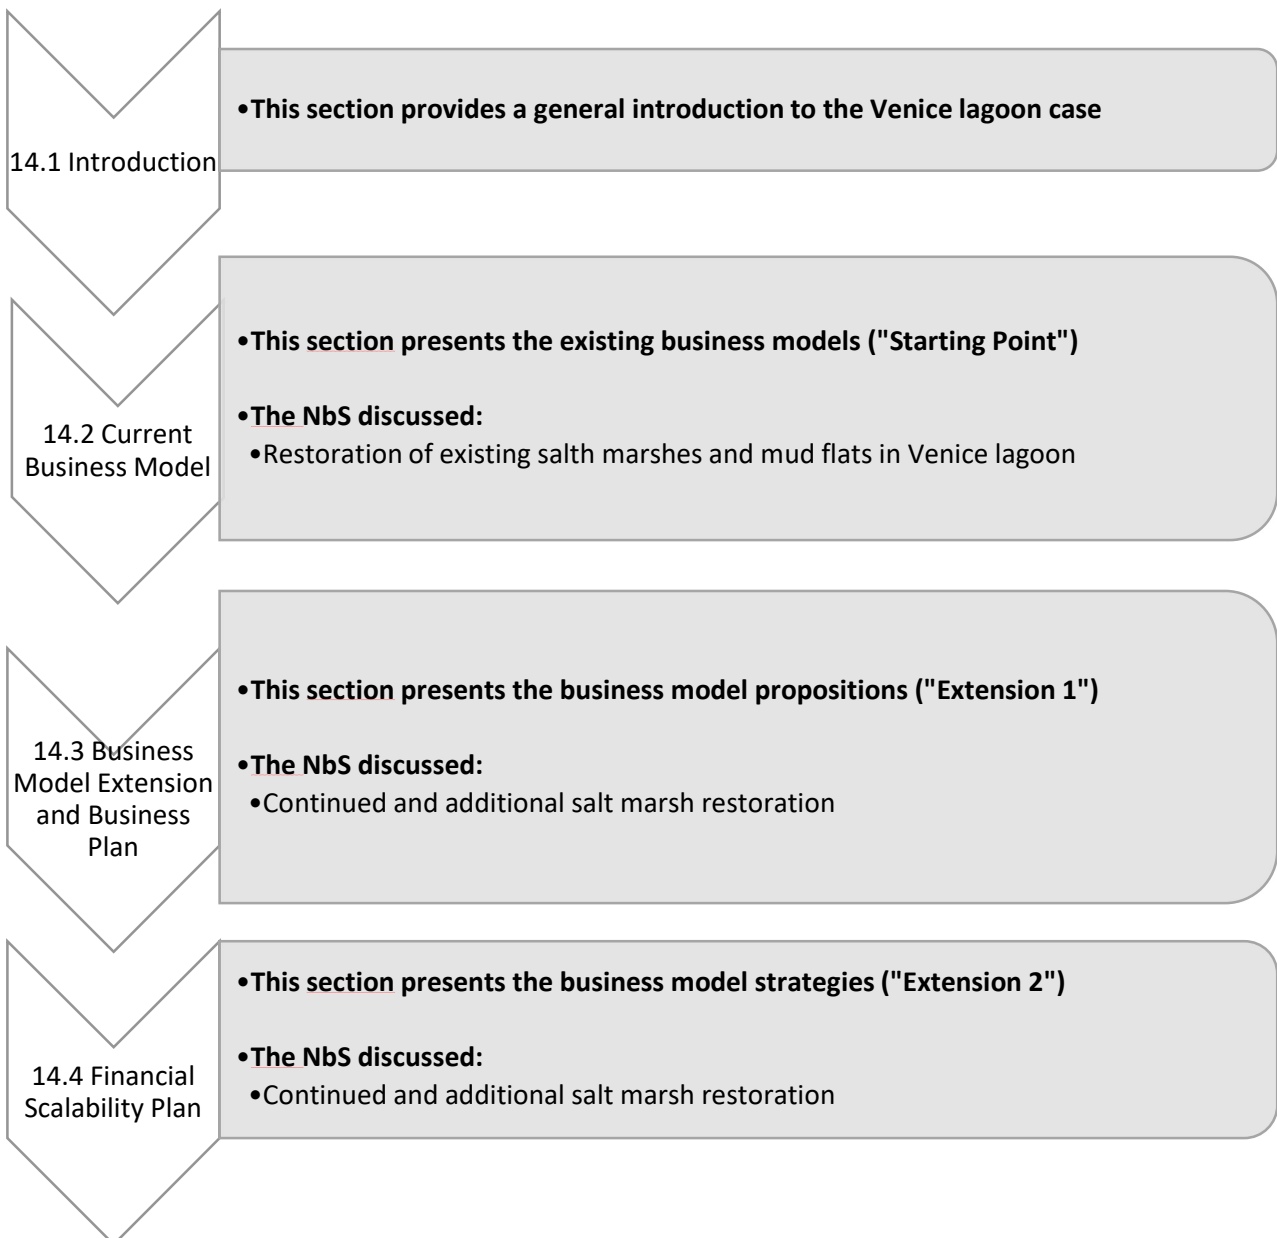 14.1 Introduction
•This section provides a general introduction to the Venice lagoon case
14.2 Current
Business Model
•This section presents the existing business models ("Starting Point")
•The NbS discussed:
•Restoration of existing salth marshes and mud flats in Venice lagoon
14.3 Business
Model Extension
and Business
Plan
•This section presents the business model propositions ("Extension 1")
•The NbS discussed:
•Continued and additional salt marsh restoration
14.4 Financial
Scalability Plan
•This section presents the business model strategies ("Extension 2")
•The NbS discussed:
•Continued and additional salt marsh restoration